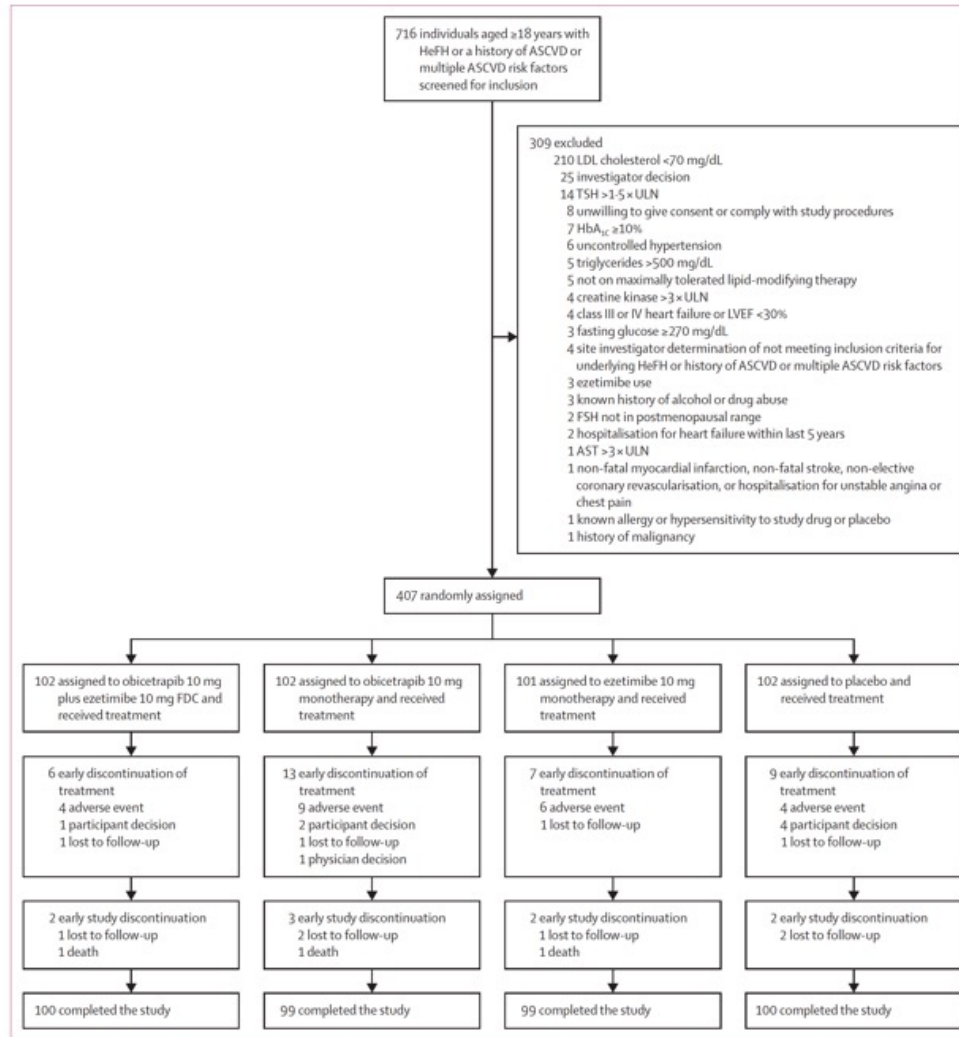 716 individuals aged ≥18 years with
HeFH or a history of ASCVD or
multiple ASCVD risk factors
screened for inclusion
309 excluded
210 LDL cholesterol <70 mg/dL
25 investigator decision
14 TSH >1·5 × ULN
8 unwilling to give consent or comply with study procedures
7 HbA1C ≥10%
6 uncontrolled hypertension
5 triglycerides >500 mg/dL
5 not on maximally tolerated lipid-modifying therapy
4 creatine kinase >3 × ULN
4 class III or IV heart failure or LVEF <30%
3 fasting glucose ≥270 mg/dL
4 site investigator determination of not meeting inclusion criteria for
underlying HeFH or history of ASCVD or multiple ASCVD risk factors
3 ezetimibe use
3 known history of alcohol or drug abuse
2 FSH not in postmenopausal range
2 hospitalisation for heart failure within last 5 years
1 AST >3 × ULN
1 non-fatal myocardial infarction, non-fatal stroke, non-elective
coronary revascularisation, or hospitalisation for unstable angina or
chest pain
1 known allergy or hypersensitivity to study drug or placebo
1 history of malignancy
407 randomly assigned
102 assigned to obicetrapib 10 mg
plus ezetimibe 10 mg FDC and
received treatment
102 assigned to obicetrapib 10 mg
monotherapy and received
treatment
101 assigned to ezetimibe 10 mg
monotherapy and received
treatment
102 assigned to placebo and
received treatment
6 early discontinuation of
treatment
4 adverse event
1 participant decision
1 lost to follow-up
13 early discontinuation of
treatment
9 adverse event
2 participant decision
1 lost to follow-up
1 physician decision
7 early discontinuation of
treatment
6 adverse event
1 lost to follow-up
9 early discontinuation of
treatment
4 adverse event
4 participant decision
1 lost to follow-up
2 early study discontinuation
1 lost to follow-up
1 death
3 early study discontinuation
2 lost to follow-up
1 death
2 early study discontinuation
1 lost to follow-up
1 death
2 early study discontinuation
2 lost to follow-up
100 completed the study
99 completed the study
99 completed the study
100 completed the study